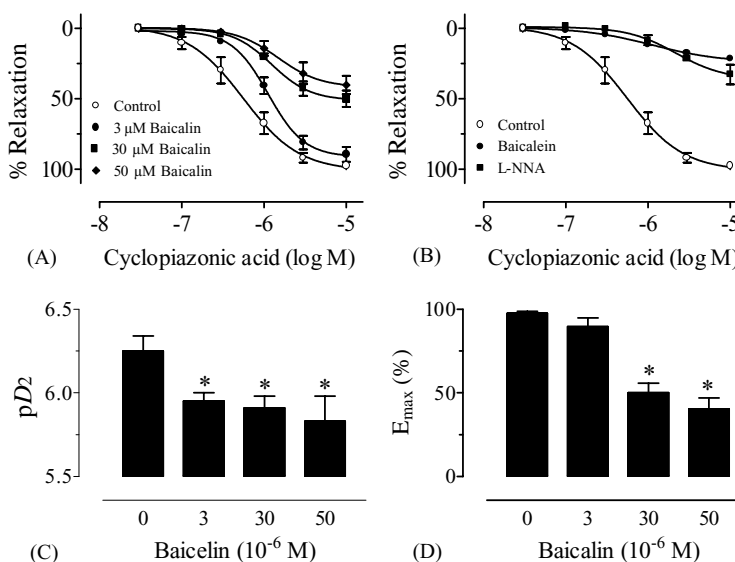 0
50
100
% Relaxation
Control
3 μM Baicalin
30 μM Baicalin
50 μM Baicalin
-8 -7 -6 -5
(A) Cyclopiazonic acid (log M)
0
50
100
% Relaxation
Control
Baicalein
L-NNA
-8 -7 -6 -5
(B) Cyclopiazonic acid (log M)
6.5
6.0
5.5
pD2
* * *
0 3 30 50
(C) Baicelin (10-6 M)
100
50
0
Emax (%)
* *
0 3 30 50
(D) Baicalin (10-6 M)